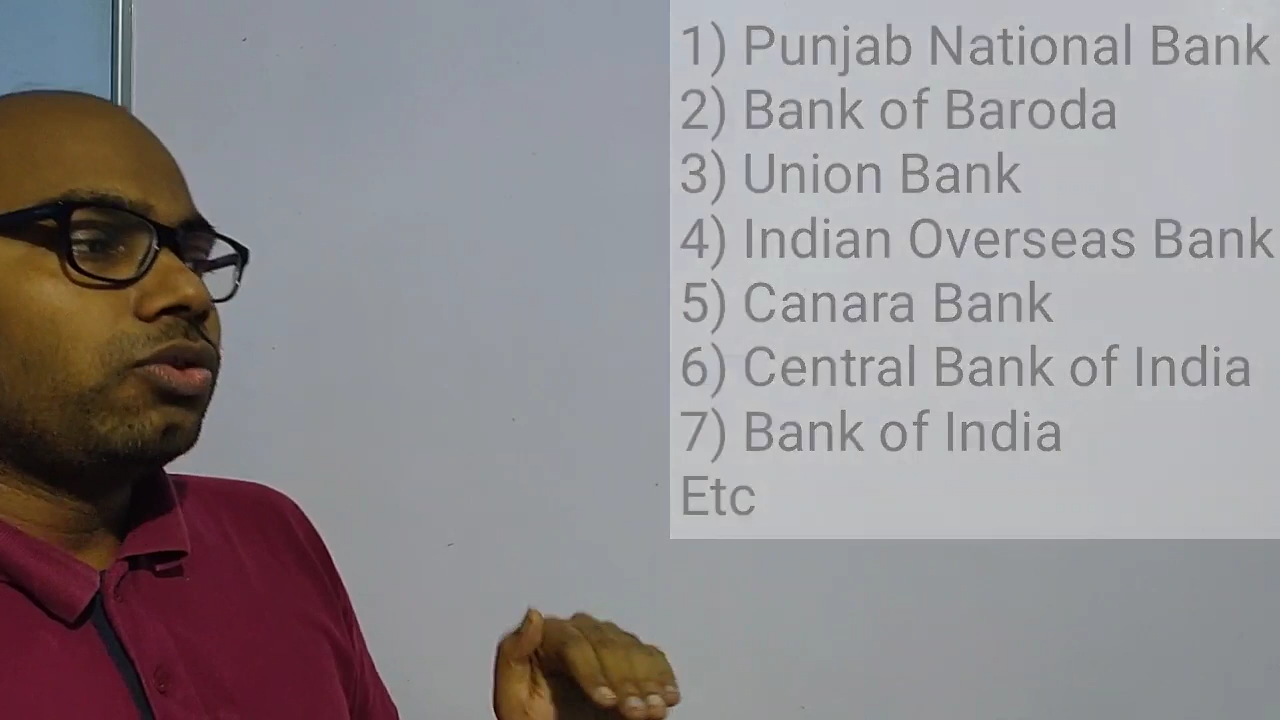 1) Punjab National Bank
2) Bank of Baroda
3) Union Bank
4) Indian Overseas Bank
5) Canara Bank
6) Central Bank of India
7) Bank of India
Etc